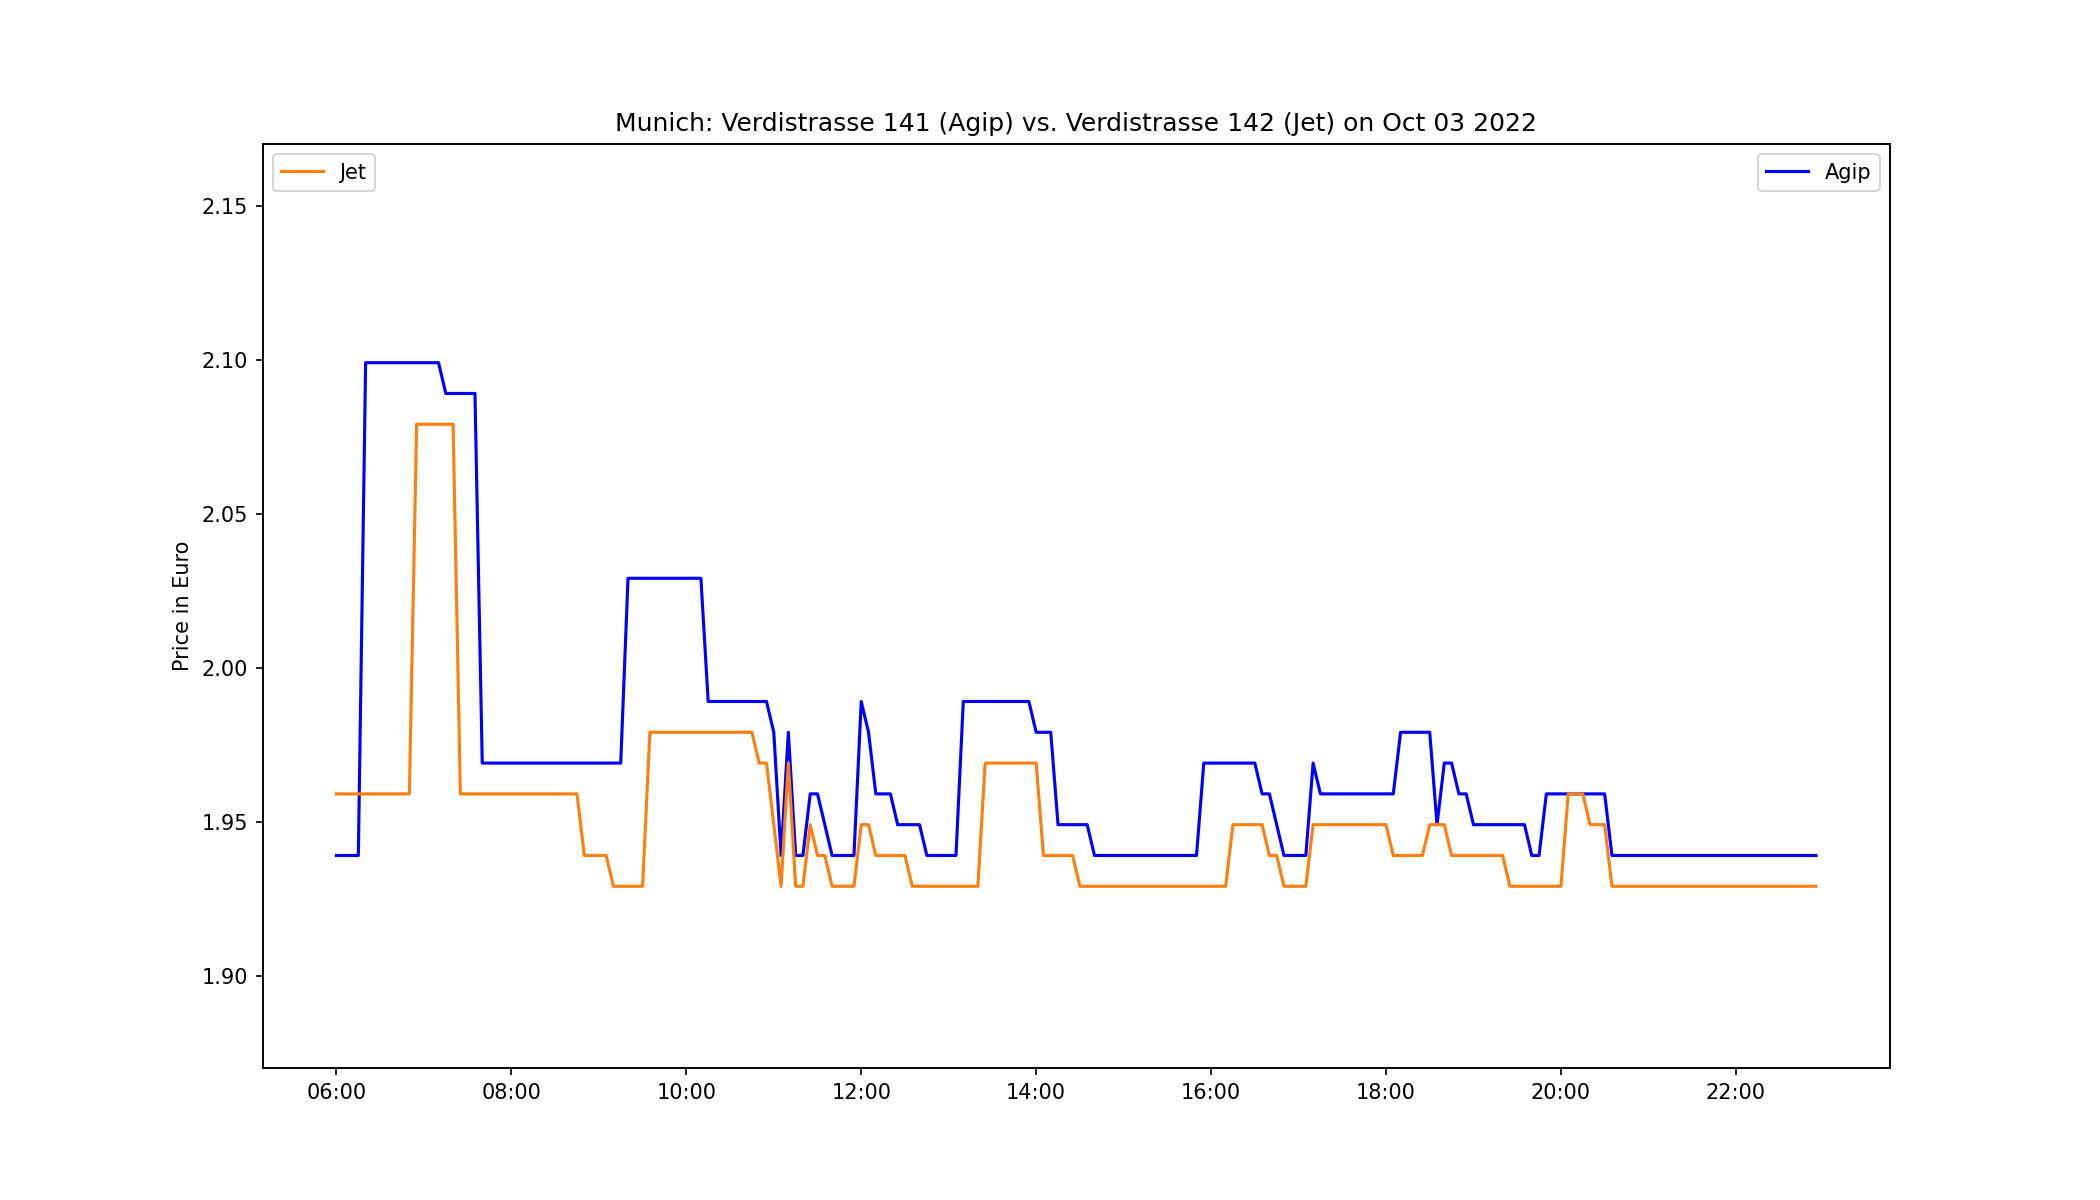 Munich: Verdistrasse 141 (Agip) vs. Verdistrasse 142 (Jet) on Oct 03 2022
Jet
Agip
Price in Euro
2.15
2.10
2.05
2.00
1.95
1.90
06:00 08:00 10:00 12:00 14:00 16:00 18:00 20:00 22:00